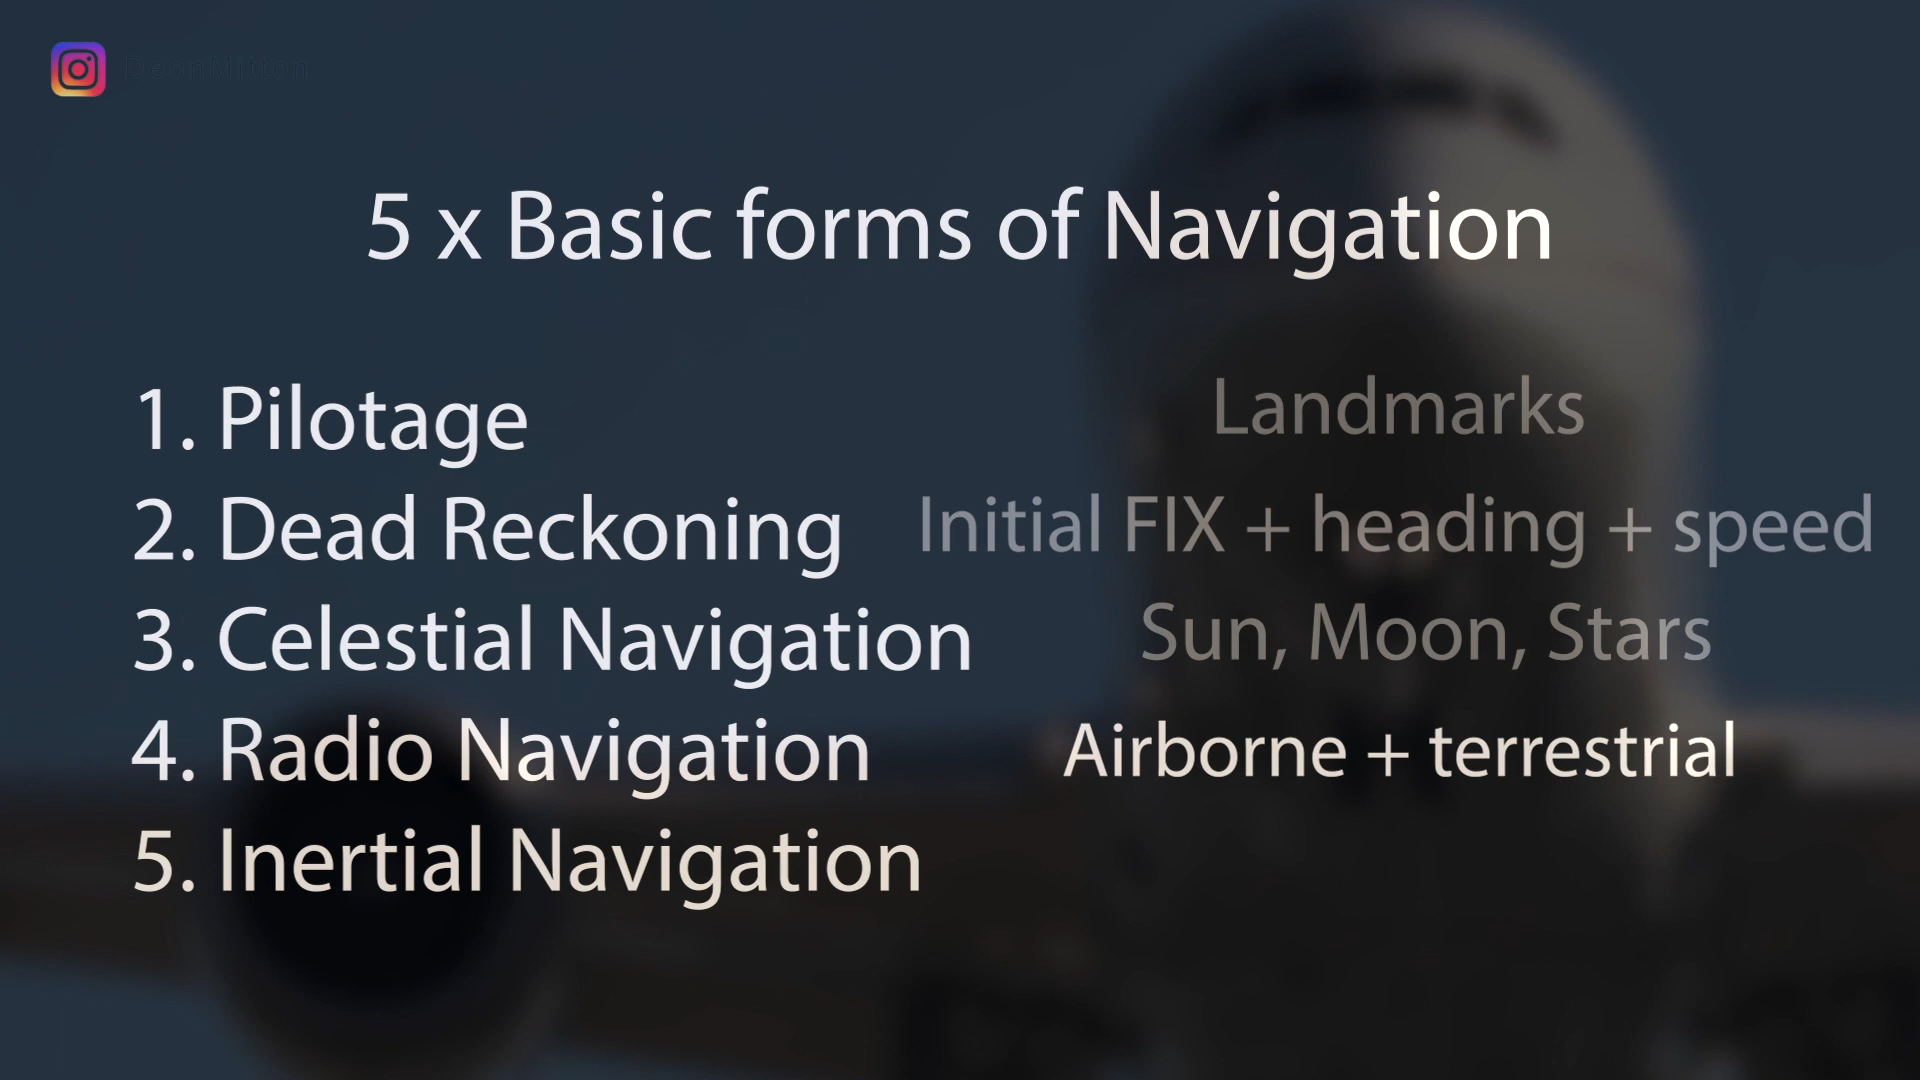 DeonMitton
5 x Basic forms of Navigation
1. Pilotage Landmarks
2. Dead Reckoning Initial FIX + heading + speed
3. Celestial Navigation Sun, Moon, Stars
4. Radio Navigation Airborne + terrestrial
5. Inertial Navigation